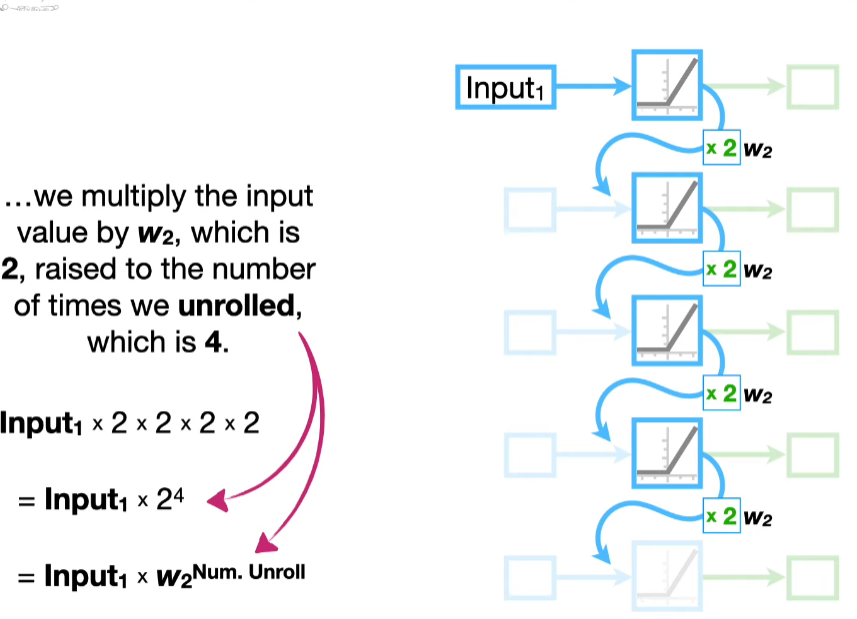 Input₁
x 2 w₂
…we multiply the input
value by w₂, which is
2, raised to the number
of times we unrolled,
which is 4.
x 2 w₂
x 2 w₂
Input₁ × 2 × 2 × 2 × 2
= Input₁ × 2⁴
x 2 w₂
= Input₁ × w₂ᴺᵘᵐ· ᵁⁿʳᵒˡˡ